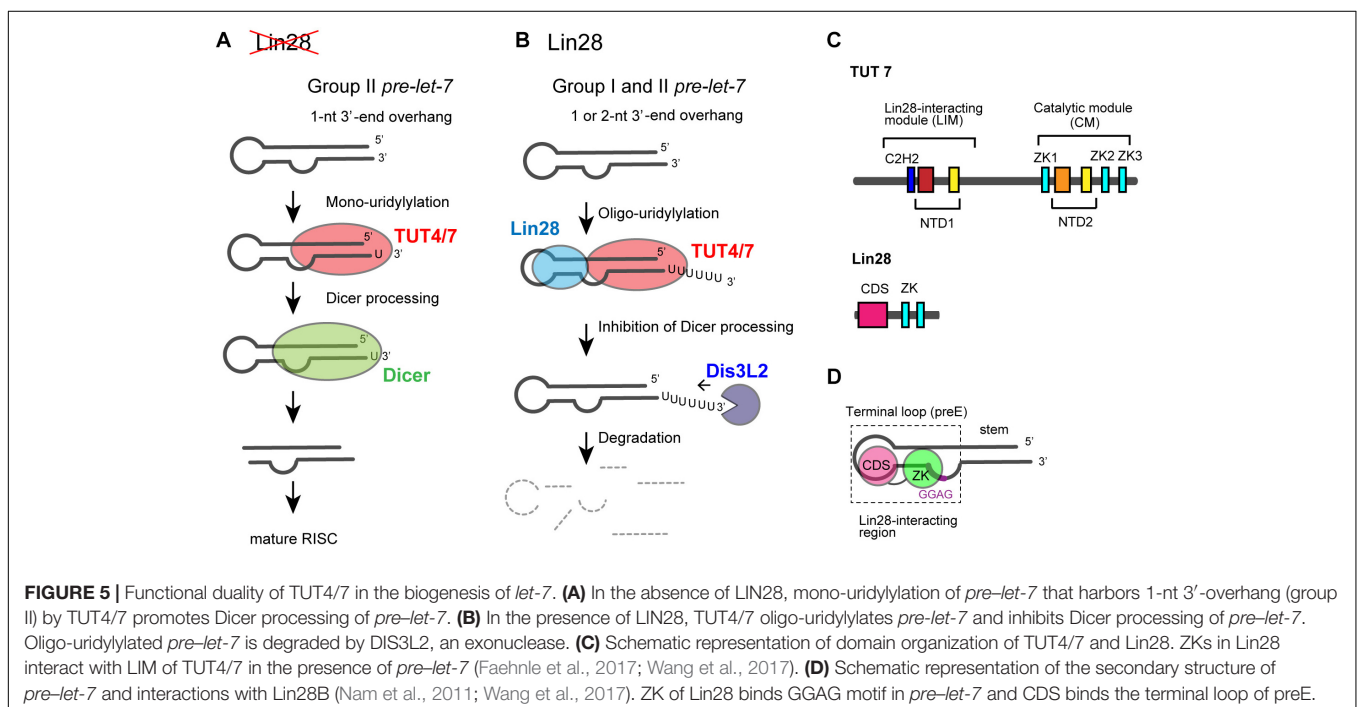 A Lin28
Group II pre-let-7
1-nt 3'-end overhang
5'
3'
Mono-uridylylation
5'
TUT4/7
U 3'
Dicer processing
5'
U 3'
Dicer
mature RISC
B Lin28
Group I and II pre-let-7
1 or 2-nt 3'-end overhang
5'
3'
Oligo-uridylylation
Lin28
5'
TUT4/7
UUUUUU 3'
Inhibition of Dicer processing
Dis3L2
5'
UUUUUU 3'
Degradation
C
TUT 7
Lin28-interacting
module (LIM)
Catalytic module
(CM)
C2H2
ZK1
ZK2 ZK3
NTD1
NTD2
Lin28
CDS ZK
D
Terminal loop (preE)
stem
5'
3'
CDS
ZK
GGAG
Lin28-interacting
region
FIGURE 5 | Functional duality of TUT4/7 in the biogenesis of let-7. (A) In the absence of LIN28, mono-uridylylation of pre–let-7 that harbors 1-nt 3′-overhang (group
II) by TUT4/7 promotes Dicer processing of pre–let-7. (B) In the presence of LIN28, TUT4/7 oligo-uridylylates pre-let-7 and inhibits Dicer processing of pre–let-7.
Oligo-uridylylated pre–let-7 is degraded by DIS3L2, an exonuclease. (C) Schematic representation of domain organization of TUT4/7 and Lin28. ZKs in Lin28
interact with LIM of TUT4/7 in the presence of pre–let-7 (Faehnle et al., 2017; Wang et al., 2017). (D) Schematic representation of the secondary structure of
pre–let-7 and interactions with Lin28B (Nam et al., 2011; Wang et al., 2017). ZK of Lin28 binds GGAG motif in pre–let-7 and CDS binds the terminal loop of preE.